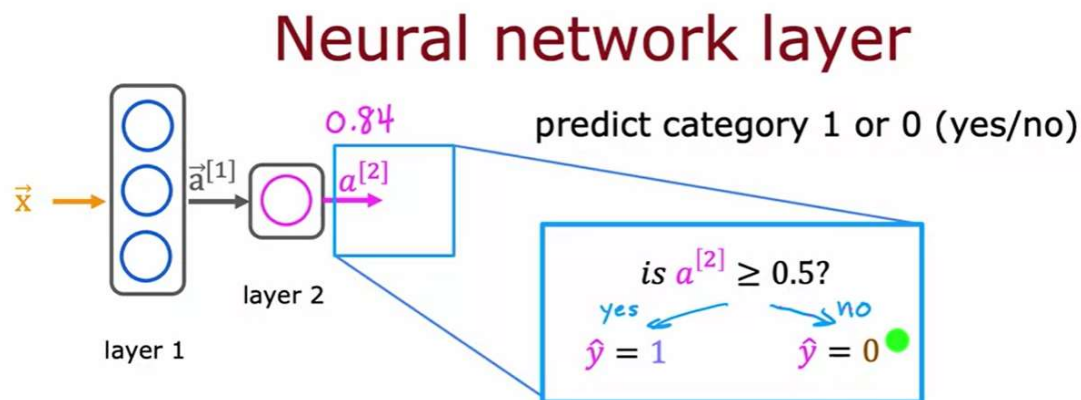 Neural network layer
0.84
predict category 1 or 0 (yes/no)
x⃗
a⃗[1]
a[2]
layer 2
layer 1
is a[2] ≥ 0.5?
yes
no
ŷ = 1
ŷ = 0